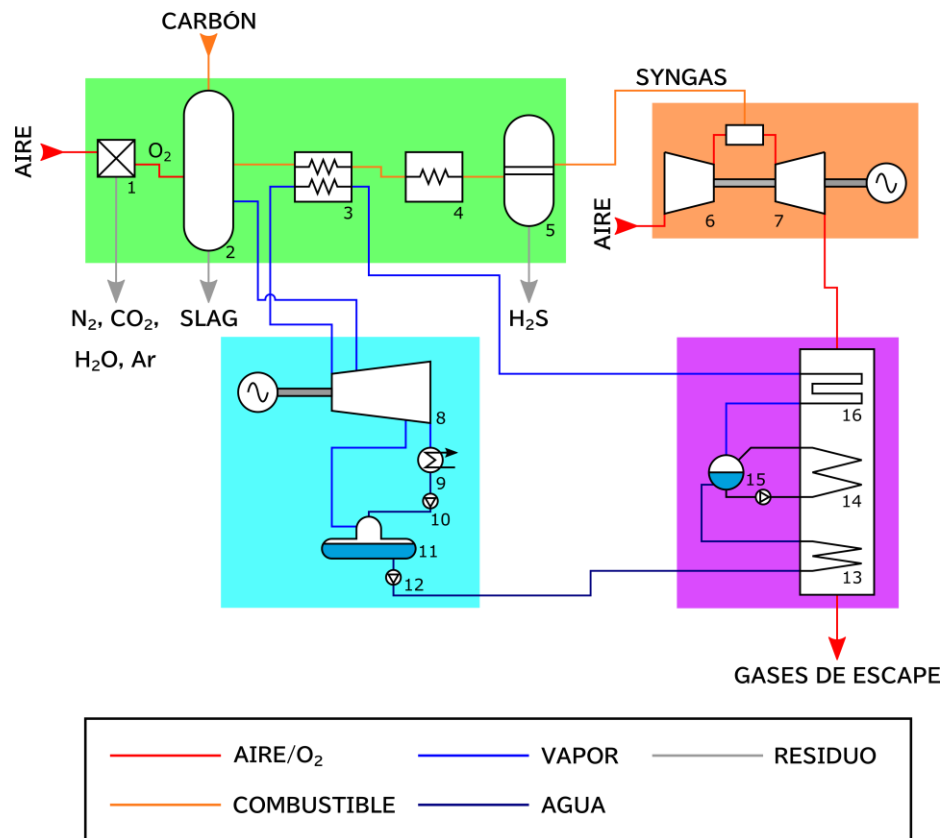 CARBÓN
SYNGAS
AIRE
O₂
1
2
3
4
5
6
7
AIRE
N₂, CO₂,
H₂O, Ar
SLAG
H₂S
8
9
10
11
12
16
15
14
13
GASES DE ESCAPE
AIRE/O₂
VAPOR
RESIDUO
COMBUSTIBLE
AGUA